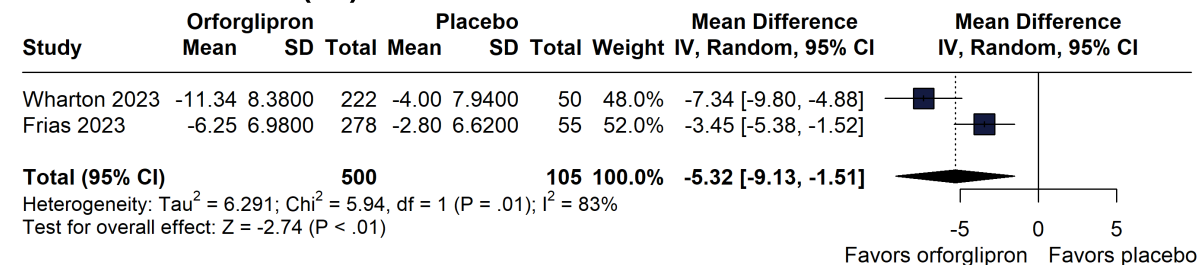 Orforglipron Placebo Mean Difference Mean Difference
Study Mean SD Total Mean SD Total Weight IV, Random, 95% CI IV, Random, 95% CI
Wharton 2023 -11.34 8.3800 222 -4.00 7.9400 50 48.0% -7.34 [-9.80, -4.88]
Frias 2023 -6.25 6.9800 278 -2.80 6.6200 55 52.0% -3.45 [-5.38, -1.52]
Total (95% CI) 500 105 100.0% -5.32 [-9.13, -1.51]
Heterogeneity: Tau² = 6.291; Chi² = 5.94, df = 1 (P = .01); I² = 83%
Test for overall effect: Z = -2.74 (P < .01)
-5 0 5
Favors orforglipron Favors placebo